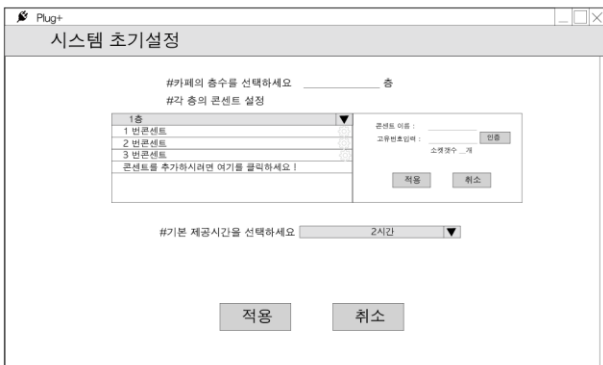 Plug+
시스템 초기설정
#카페의 층수를 선택하세요 ____________ 층
#각 층의 콘센트 설정
1층
1 번콘센트
2 번콘센트
3 번콘센트
콘센트를 추가하시려면 여기를 클릭하세요 !
콘센트 이름 : ________
고유번호입력 : ________ 인증
소켓갯수 __개
적용 취소
#기본 제공시간을 선택하세요 2시간
적용 취소